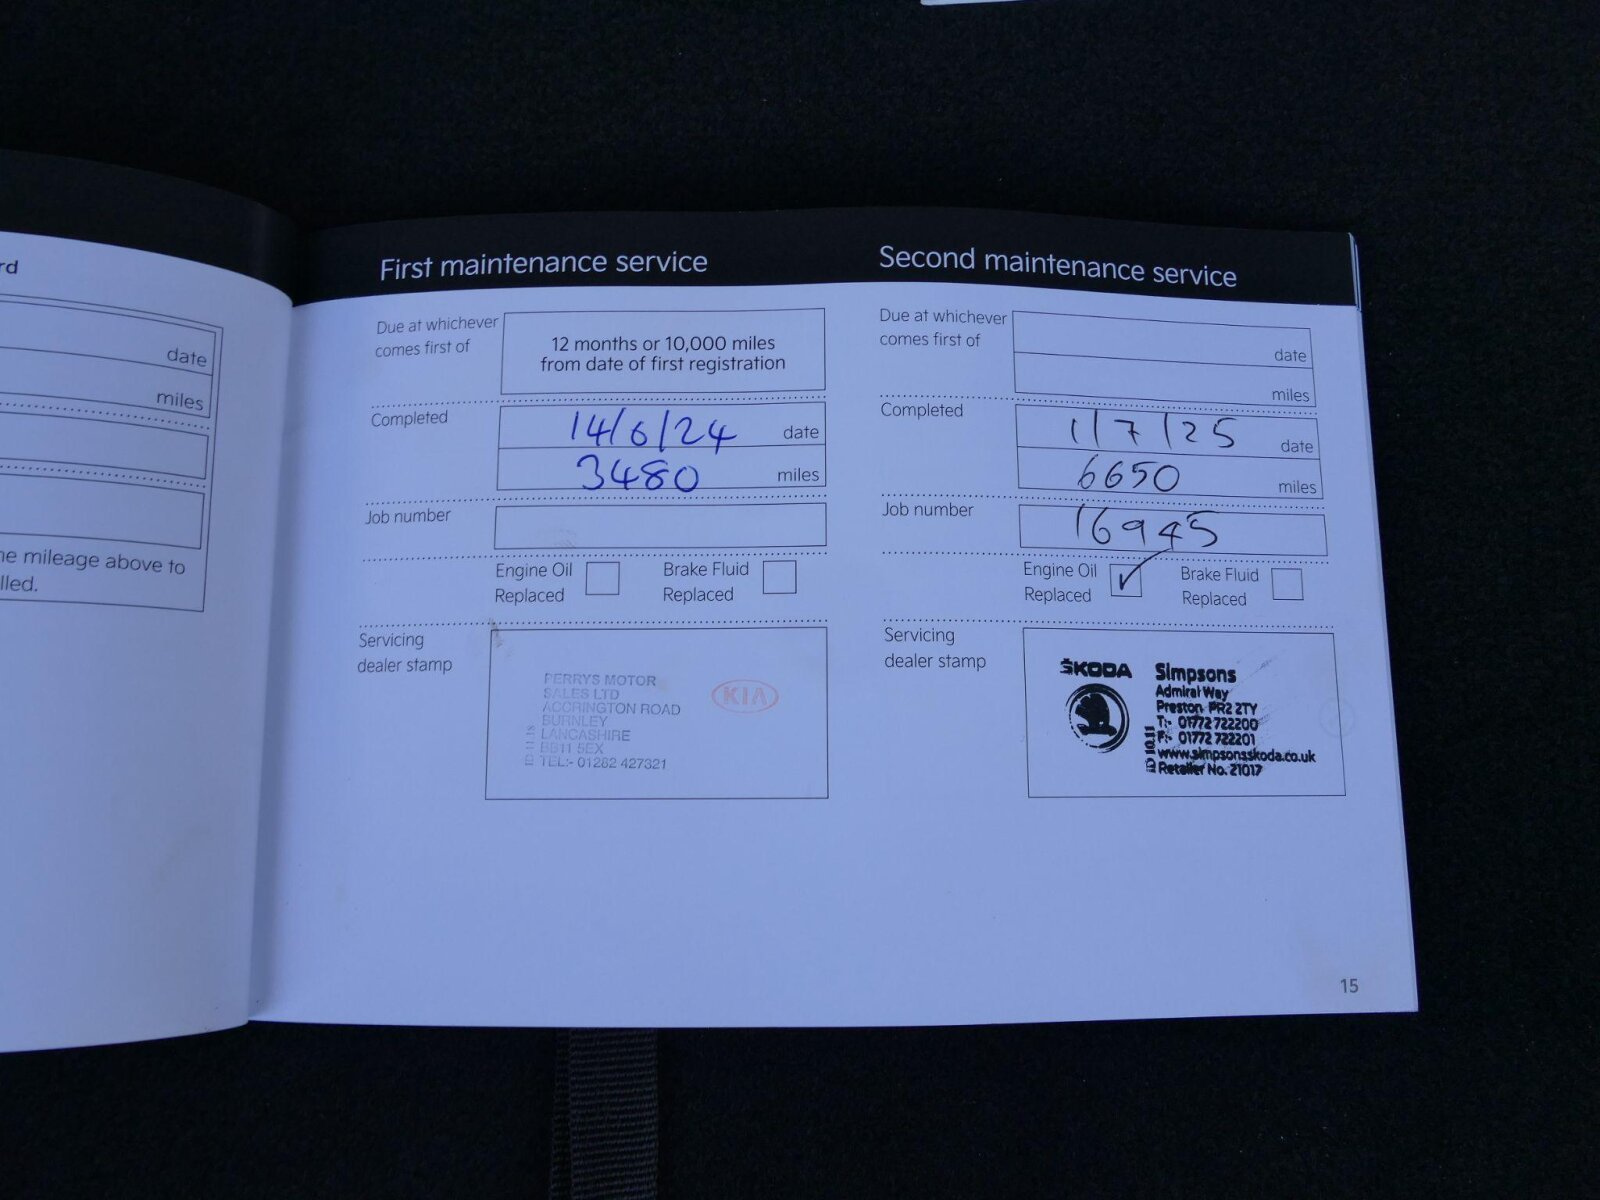 rd
date
miles
ne mileage above to
lled.
First maintenance service
Due at whichever
comes first of
12 months or 10,000 miles
from date of first registration
Completed
14/6/24 date
3480 miles
Job number
Engine Oil
Replaced
Brake Fluid
Replaced
Servicing
dealer stamp
PERRYS MOTOR
SALES LTD
ACCRINGTON ROAD
BURNLEY
LANCASHIRE
BB11 5EX
TEL:- 01282 427321
KIA
Second maintenance service
Due at whichever
comes first of
date
miles
Completed
1/7/25 date
6650 miles
Job number
16945
Engine Oil
Replaced
Brake Fluid
Replaced
Servicing
dealer stamp
ŠKODA
Simpsons
Admiral Way
Preston PR2 2TY
T:- 01772 722200
F:- 01772 722201
www.simpsonsskoda.co.uk
Retailer No. 21017
ID 10.11
15